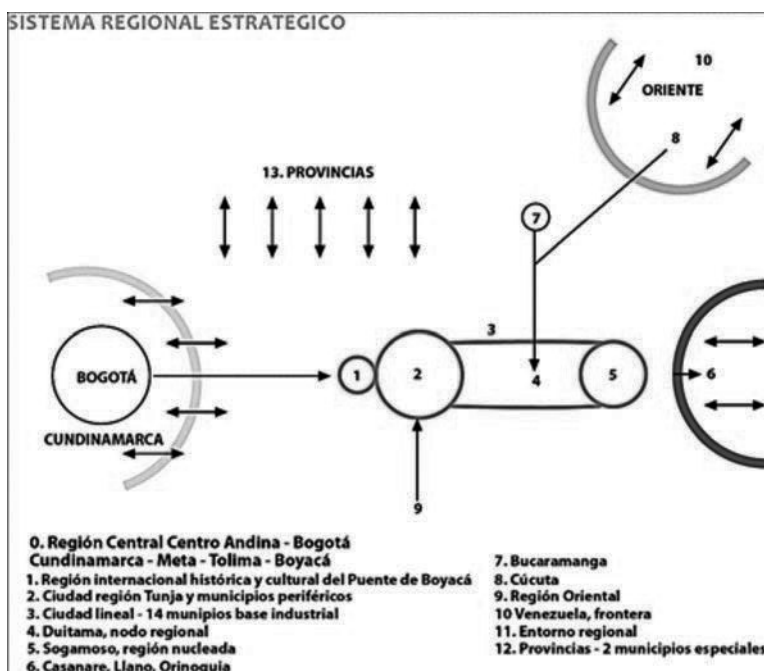 SISTEMA REGIONAL ESTRATEGICO
10
ORIENTE
8
13. PROVINCIAS
7
3
BOGOTÁ
1
2
4
5
6
CUNDINAMARCA
9
0. Región Central Centro Andina - Bogotá
Cundinamarca - Meta - Tolima - Boyacá
1. Región internacional histórica y cultural del Puente de Boyacá
2. Ciudad región Tunja y municipios periféricos
3. Ciudad lineal - 14 munipios base industrial
4. Duitama, nodo regional
5. Sogamoso, región nucleada
6. Casanare, Llano, Orinoquia
7. Bucaramanga
8. Cúcuta
9. Región Oriental
10 Venezuela, frontera
11. Entorno regional
12. Provincias - 2 municipios especiales